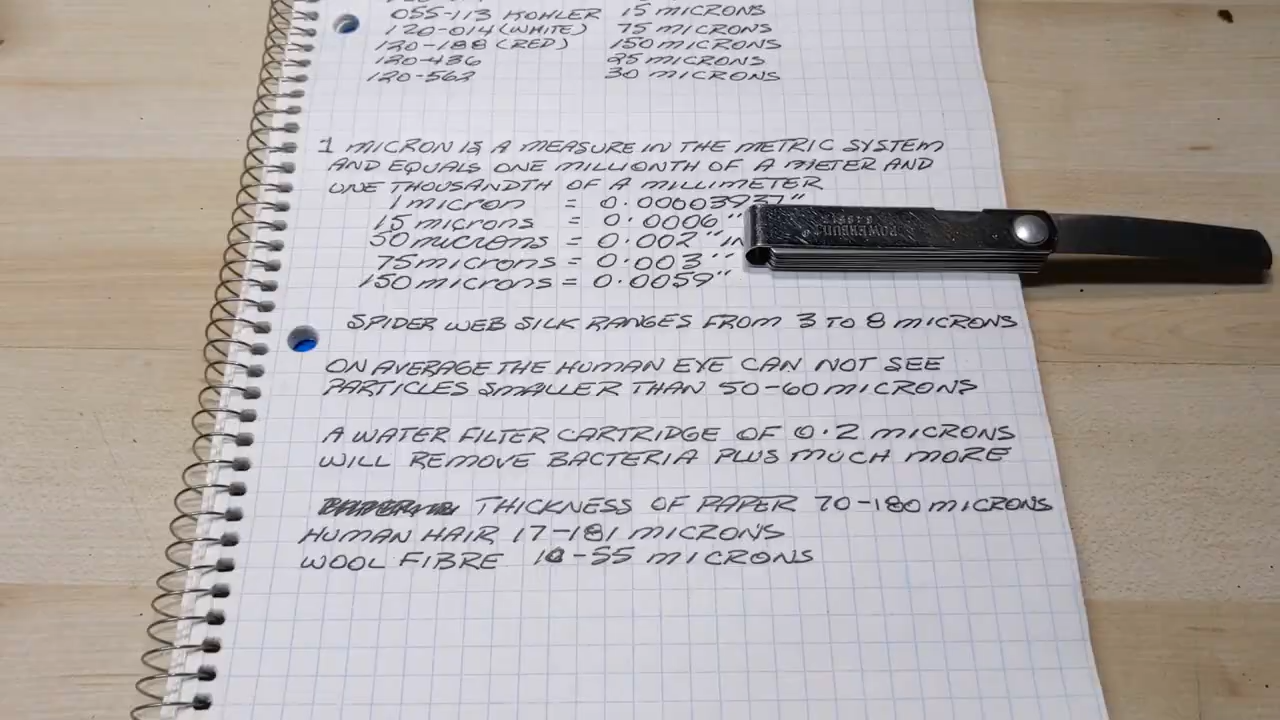 055-113 KOHLER 15 MICRONS
120-014 (WHITE) 75 MICRONS
120-188 (RED) 150 MICRONS
120-436 25 MICRONS
120-562 30 MICRONS
1 MICRON IS A MEASURE IN THE METRIC SYSTEM
AND EQUALS ONE MILLIONTH OF A METER AND
ONE THOUSANDTH OF A MILLIMETER
1 micron = 0.00003937"
15 microns = 0.0006"
50 microns = 0.002" IN
75 microns = 0.003"
150 microns = 0.0059"
POWERBUILT
SPIDER WEB SILK RANGES FROM 3 TO 8 MICRONS
ON AVERAGE THE HUMAN EYE CAN NOT SEE
PARTICLES SMALLER THAN 50-60 MICRONS
A WATER FILTER CARTRIDGE OF 0.2 MICRONS
WILL REMOVE BACTERIA PLUS MUCH MORE
THICKNESS OF PAPER 70-180 MICRONS
HUMAN HAIR 17-181 MICRONS
WOOL FIBRE 10-55 MICRONS